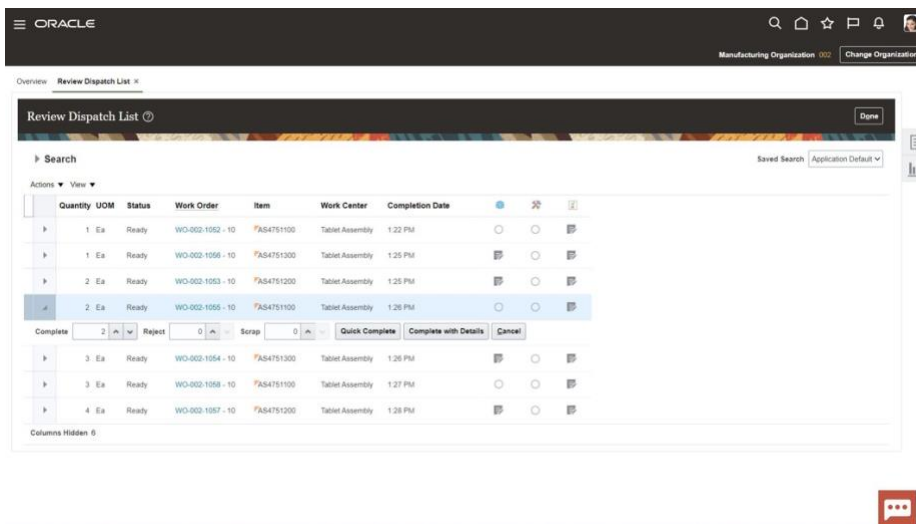 ORACLE
Manufacturing Organization 002 Change Organization
Overview Review Dispatch List ×
Review Dispatch List
Done
Search
Saved Search Application Default
Actions View
Quantity UOM Status Work Order Item Work Center Completion Date
1 Ea Ready WO-002-1052 - 10 AS4751100 Tablet Assembly 1:22 PM
1 Ea Ready WO-002-1056 - 10 AS4751300 Tablet Assembly 1:25 PM
2 Ea Ready WO-002-1053 - 10 AS4751200 Tablet Assembly 1:25 PM
2 Ea Ready WO-002-1055 - 10 AS4751100 Tablet Assembly 1:26 PM
Complete 2 Reject 0 Scrap 0 Quick Complete Complete with Details Cancel
3 Ea Ready WO-002-1054 - 10 AS4751300 Tablet Assembly 1:26 PM
3 Ea Ready WO-002-1058 - 10 AS4751100 Tablet Assembly 1:27 PM
4 Ea Ready WO-002-1057 - 10 AS4751200 Tablet Assembly 1:28 PM
Columns Hidden 6